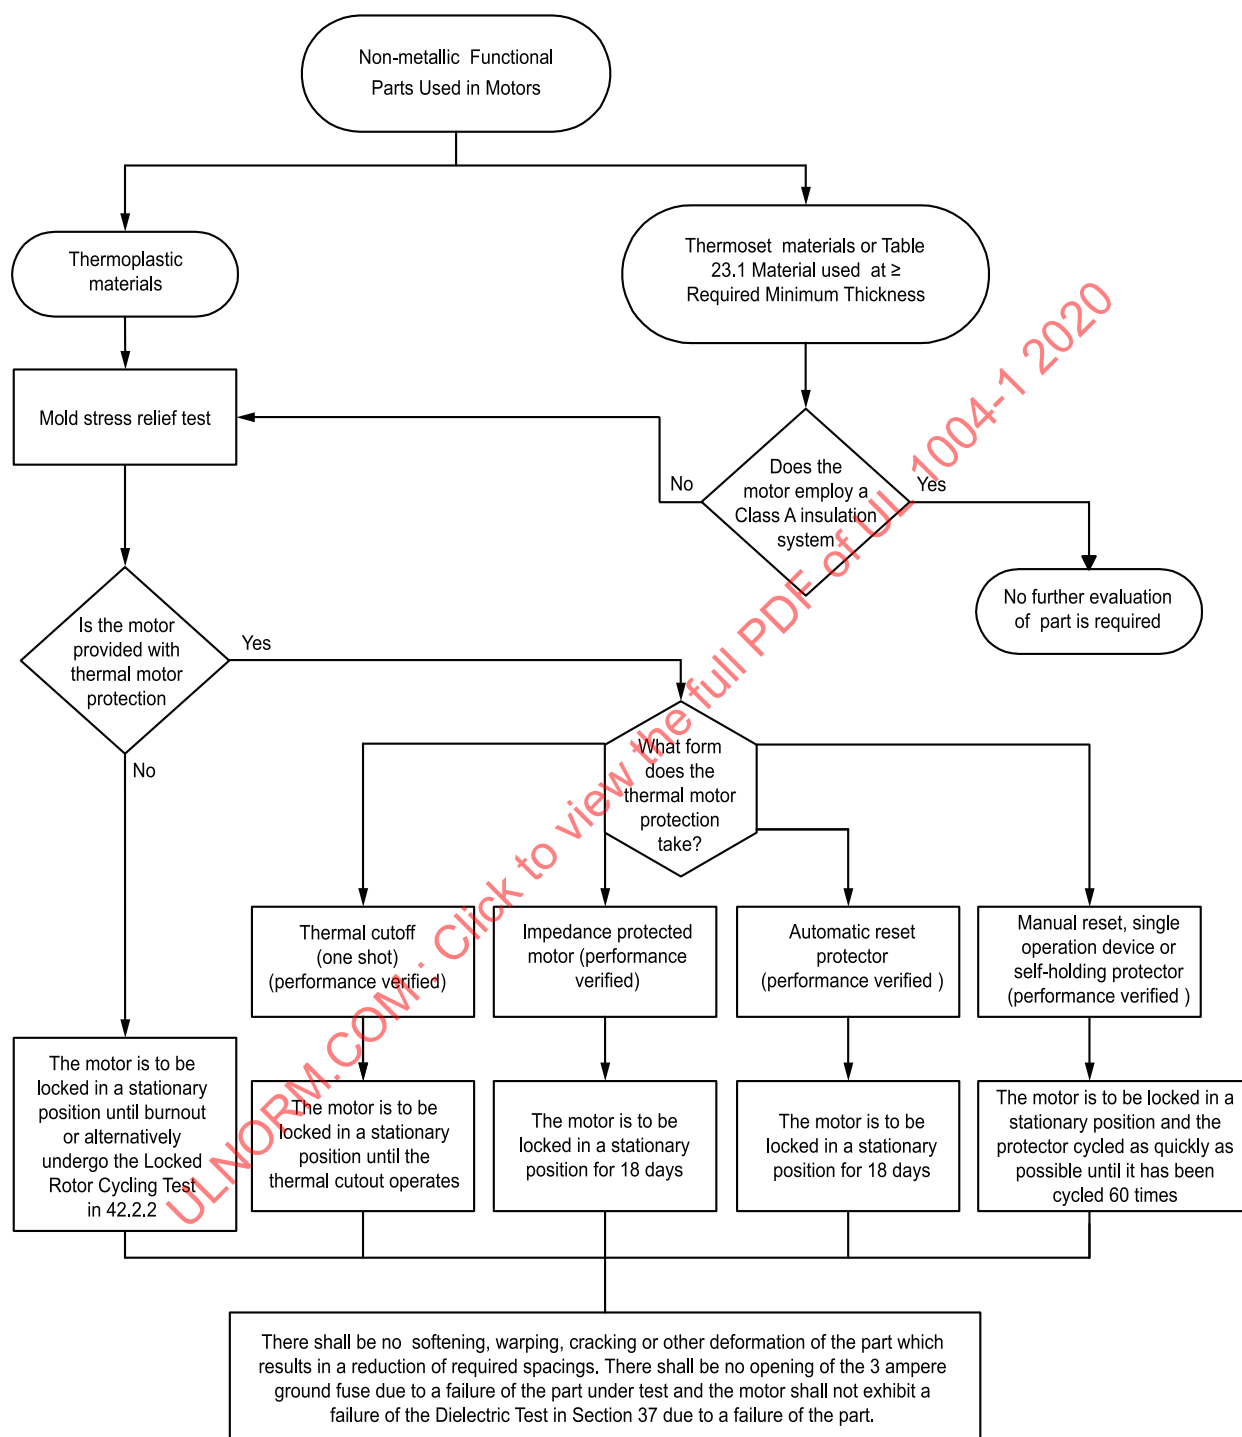 Non-metallic Functional
Parts Used in Motors
Thermoplastic
materials
Thermoset materials or Table
23.1 Material used at ≥
Required Minimum Thickness
Mold stress relief test
Does the
motor employ a
Class A insulation
system
No
Yes
No further evaluation
of part is required
Is the motor
provided with
thermal motor
protection
Yes
No
What form
does the
thermal motor
protection
take?
Thermal cutoff
(one shot)
(performance verified)
Impedance protected
motor (performance
verified)
Automatic reset
protector
(performance verified )
Manual reset, single
operation device or
self-holding protector
(performance verified )
The motor is to be
locked in a stationary
position until burnout
or alternatively
undergo the Locked
Rotor Cycling Test
in 42.2.2
The motor is to be
locked in a stationary
position until the
thermal cutout operates
The motor is to be
locked in a stationary
position for 18 days
The motor is to be
locked in a stationary
position for 18 days
The motor is to be locked in a
stationary position and the
protector cycled as quickly as
possible until it has been
cycled 60 times
There shall be no softening, warping, cracking or other deformation of the part which
results in a reduction of required spacings. There shall be no opening of the 3 ampere
ground fuse due to a failure of the part under test and the motor shall not exhibit a
failure of the Dielectric Test in Section 37 due to a failure of the part.
ULNORM.COM : Click to view the full PDF of UL 1004-1 2020